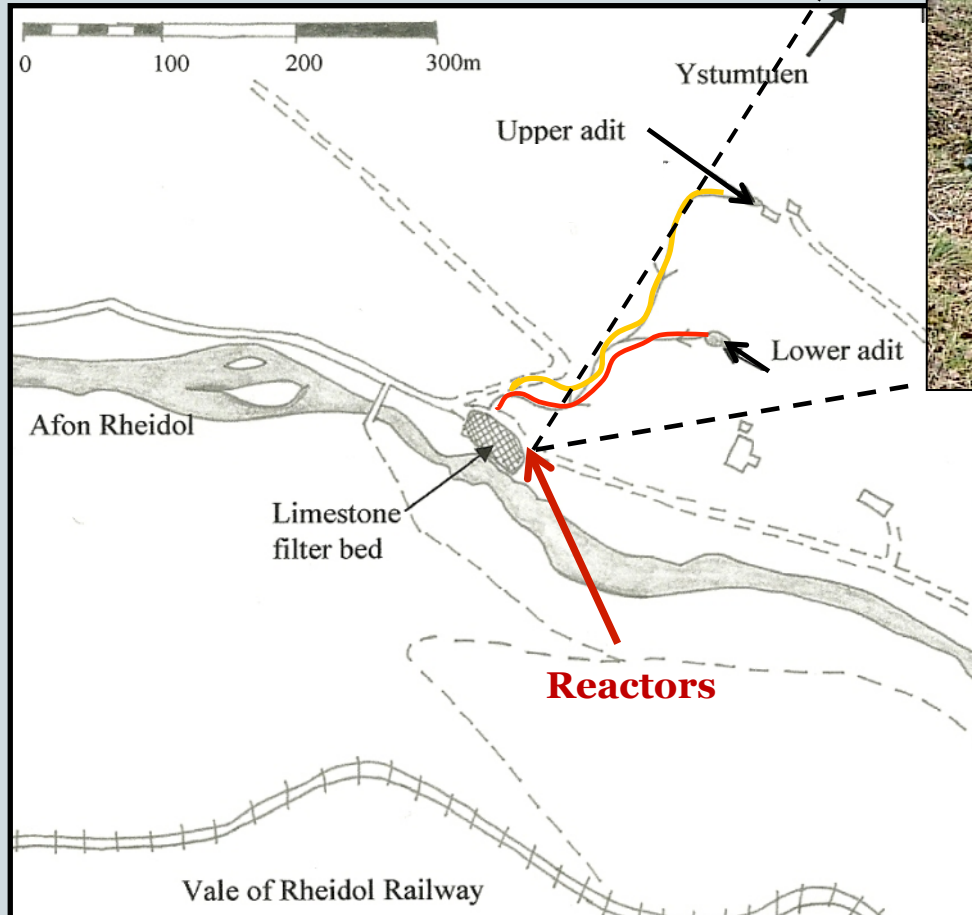 0 100 200 300m
Ystumtuen
Upper adit
Lower adit
Afon Rheidol
Limestone
filter bed
Reactors
Vale of Rheidol Railway